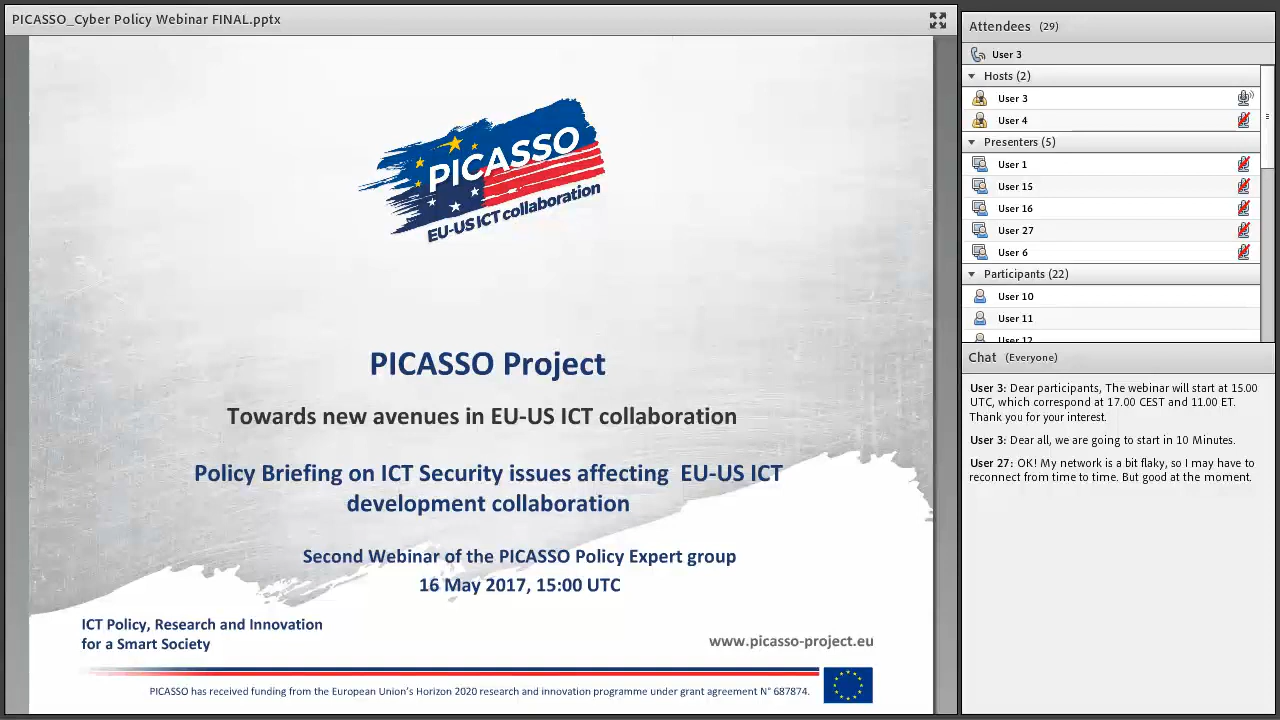 PICASSO_Cyber Policy Webinar FINAL.pptx
PICASSO
EU-US ICT collaboration
PICASSO Project
Towards new avenues in EU-US ICT collaboration
Policy Briefing on ICT Security issues affecting EU-US ICT
development collaboration
Second Webinar of the PICASSO Policy Expert group
16 May 2017, 15:00 UTC
ICT Policy, Research and Innovation
for a Smart Society
www.picasso-project.eu
PICASSO has received funding from the European Union's Horizon 2020 research and innovation programme under grant agreement N° 687874.
Attendees (29)
User 3
Hosts (2)
User 3
User 4
Presenters (5)
User 1
User 15
User 16
User 27
User 6
Participants (22)
User 10
User 11
User 12
Chat (Everyone)
User 3: Dear participants, The webinar will start at 15.00
UTC, which correspond at 17.00 CEST and 11.00 ET.
Thank you for your interest.
User 3: Dear all, we are going to start in 10 Minutes.
User 27: OK! My network is a bit flaky, so I may have to
reconnect from time to time. But good at the moment.